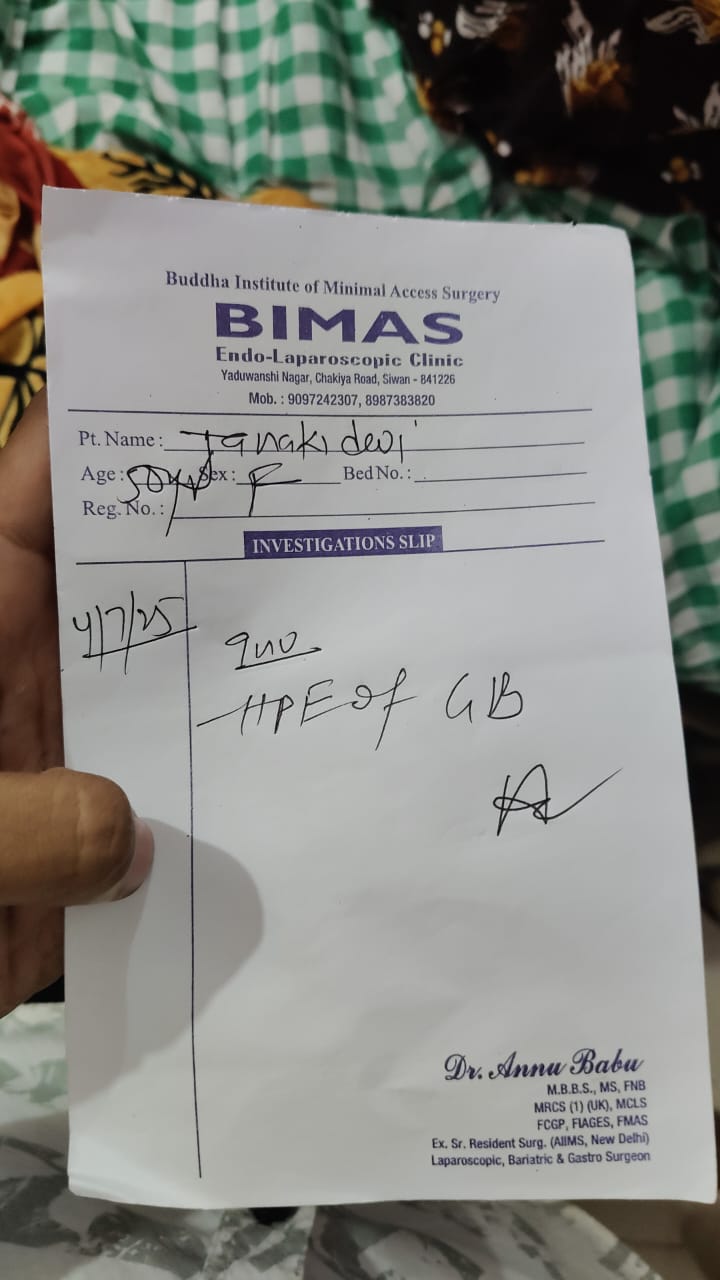 Buddha Institute of Minimal Access Surgery
BIMAS
Endo-Laparoscopic Clinic
Yaduwanshi Nagar, Chakiya Road, Siwan - 841226
Mob. : 9097242307, 8987383820
Pt. Name : Janaki devi
Age : 50yrs Sex : F Bed No. :
Reg. No. :
INVESTIGATIONS SLIP
4/7/25
HPE of GB
Dr. Annu Babu
M.B.B.S., MS, FNB
MRCS (1) (UK), MCLS
FCGP, FIAGES, FMAS
Ex. Sr. Resident Surg. (AIIMS, New Delhi)
Laparoscopic, Bariatric & Gastro Surgeon